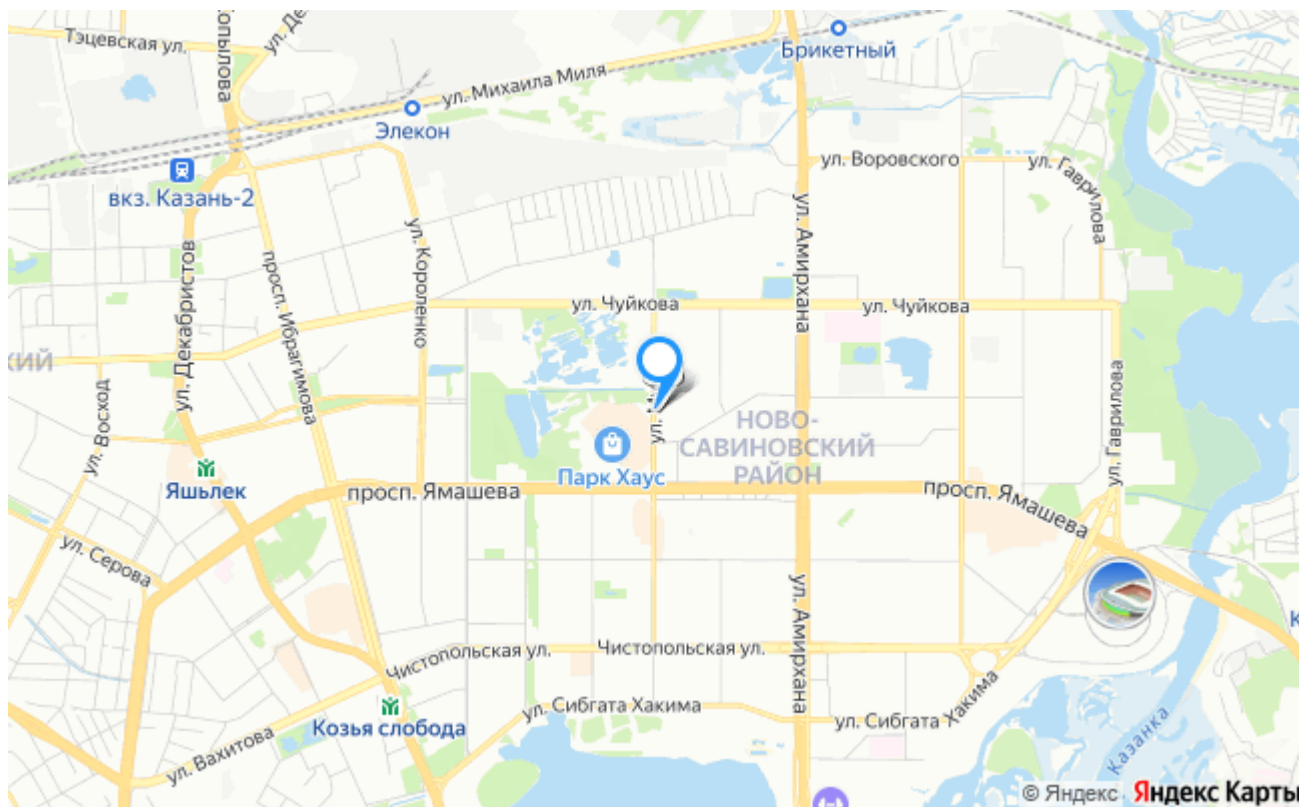 Тэцевская ул.
Брикетный
ул. Михаила Миля
Элекон
ул. Воровского
ул. Гаврилова
вкз. Казань-2
ул. Декабристов
просп. Ибрагимова
ул. Короленко
ул. Амирхана
ул. Чуйкова
ул. Чуйкова
ул. Восход
ул. Гаврилова
НОВО-
САВИНОВСКИЙ
РАЙОН
Парк Хаус
Яшьлек
просп. Ямашева
просп. Ямашева
ул. Серова
ул. Амирхана
Чистопольская ул.
Чистопольская ул.
Козья слобода
ул. Сибгата Хакима
ул. Сибгата Хакима
ул. Вахитова
Казанка
© Яндекс Яндекс Карты